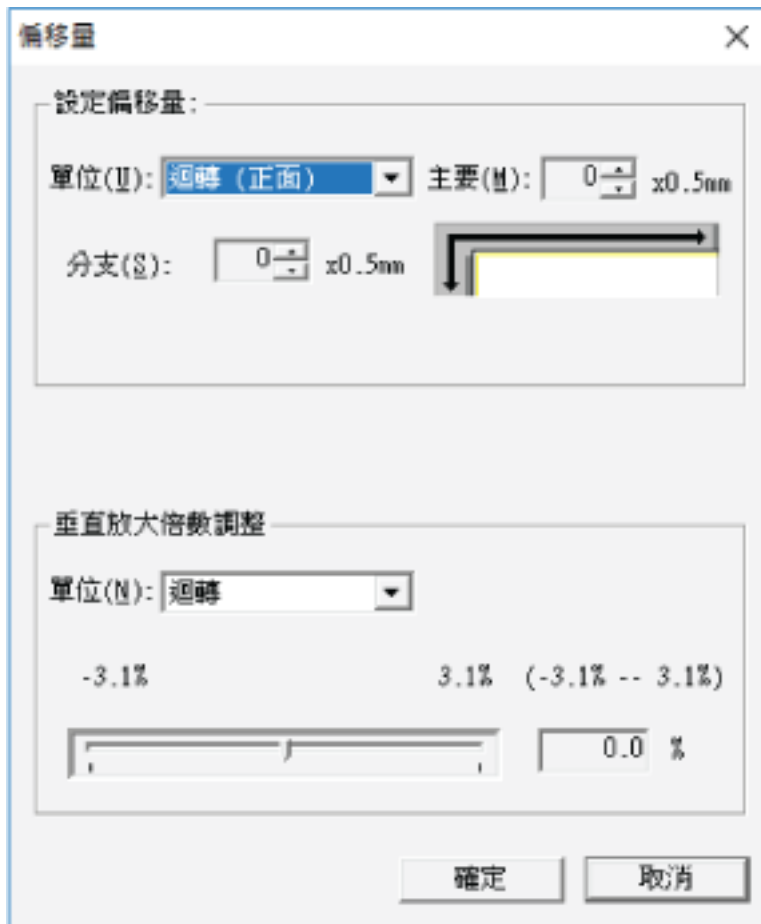 偏移量
設定偏移量:
單位(U): 迴轉 (正面) 主要(M): 0 x0.5mm
分支(S): 0 x0.5mm
垂直放大倍數調整
單位(N): 迴轉
-3.1% 3.1% (-3.1% -- 3.1%)
0.0 %
確定 取消